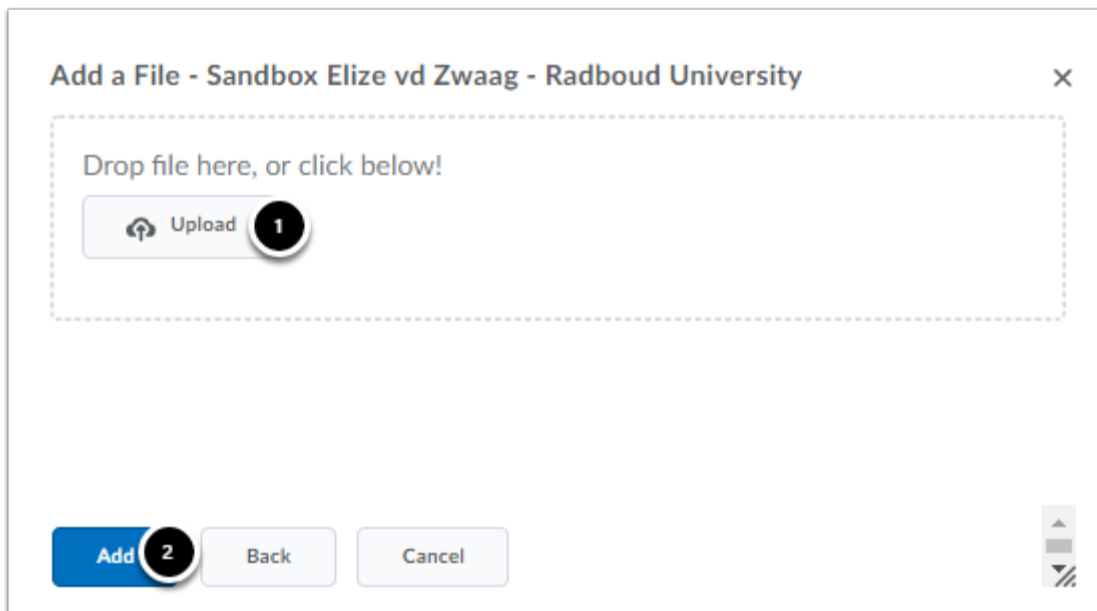 Add a File - Sandbox Elize vd Zwaag - Radboud University
Drop file here, or click below!
Upload 1
Add 2 Back Cancel